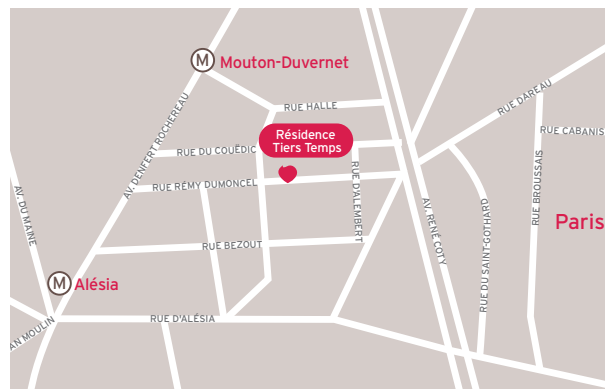 M
Mouton-Duvernet
RUE HALLE
RUE DAREAU
RUE CABANIS
Résidence
Tiers Temps
RUE DU COUËDIC
AV. DENFERT ROCHEREAU
RUE RÉMY DUMONCEL
RUE D'ALEMBERT
AV. DU MAINE
AV. RENÉ COTY
RUE BROUSSAIS
RUE DU SAINT-GOTHARD
Paris
RUE BEZOUT
M
Alésia
RUE D'ALÉSIA
AN MOULIN